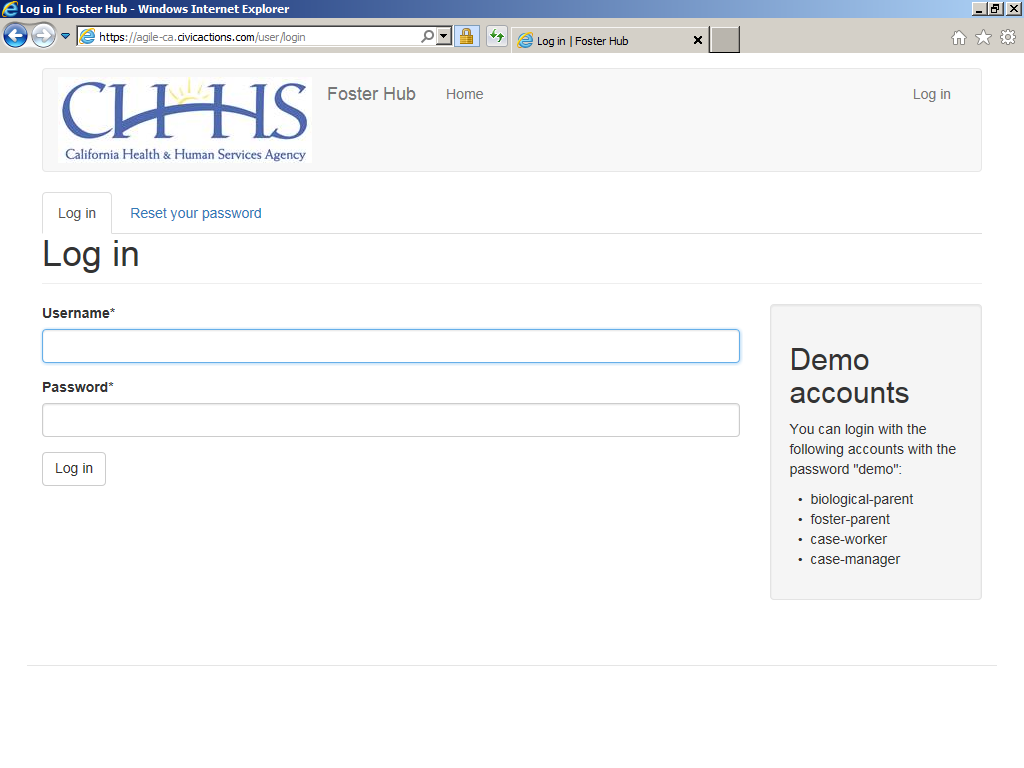 Log in | Foster Hub - Windows Internet Explorer
https://agile-ca.civicactions.com/user/login
Log in | Foster Hub
CHHS
California Health & Human Services Agency
Foster Hub
Home
Log in
Log in
Reset your password
Log in
Username*
Password*
Log in
Demo
accounts
You can login with the
following accounts with the
password "demo":
• biological-parent
• foster-parent
• case-worker
• case-manager